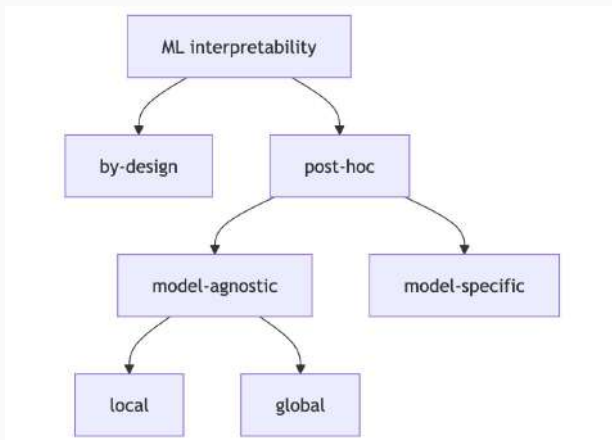 ML interpretability
by-design
post-hoc
model-agnostic
model-specific
local
global